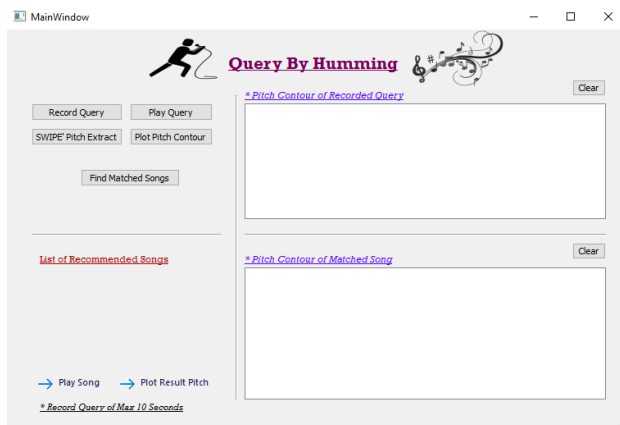 MainWindow
Query By Humming
Clear
* Pitch Contour of Recorded Query
Record Query Play Query
SWIPE' Pitch Extract Plot Pitch Contour
Find Matched Songs
Clear
List of Recommended Songs
* Pitch Contour of Matched Song
Play Song Plot Result Pitch
* Record Query of Max 10 Seconds